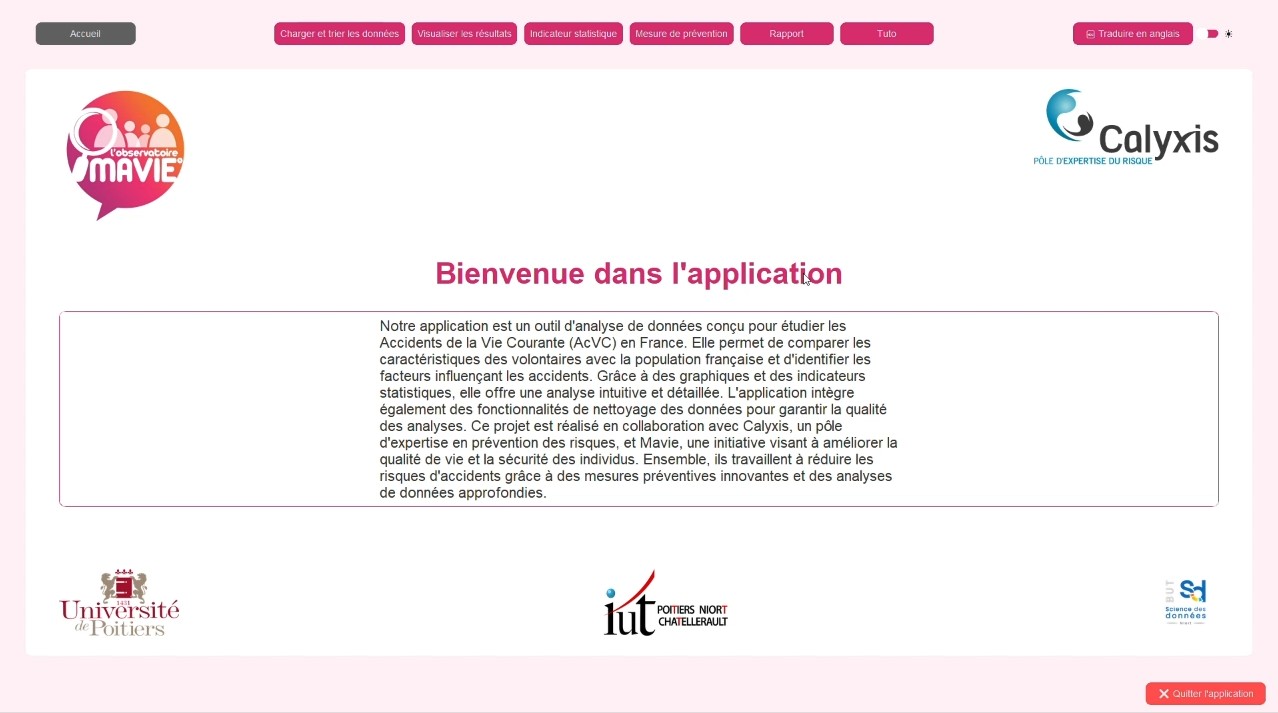 Accueil
Charger et trier les données
Visualiser les résultats
Indicateur statistique
Mesure de prévention
Rapport
Tuto
Traduire en anglais
l'observatoire
MAVIE
Calyxis
PÔLE D'EXPERTISE DU RISQUE
Bienvenue dans l'application
Notre application est un outil d'analyse de données conçu pour étudier les
Accidents de la Vie Courante (AcVC) en France. Elle permet de comparer les
caractéristiques des volontaires avec la population française et d'identifier les
facteurs influençant les accidents. Grâce à des graphiques et des indicateurs
statistiques, elle offre une analyse intuitive et détaillée. L'application intègre
également des fonctionnalités de nettoyage des données pour garantir la qualité
des analyses. Ce projet est réalisé en collaboration avec Calyxis, un pôle
d'expertise en prévention des risques, et Mavie, une initiative visant à améliorer la
qualité de vie et la sécurité des individus. Ensemble, ils travaillent à réduire les
risques d'accidents grâce à des mesures préventives innovantes et des analyses
de données approfondies.
1431
Université
de Poitiers
iut
POITIERS NIORT
CHATELLERAULT
BUT
Sd
Science des
données
Niort
Quitter l'application